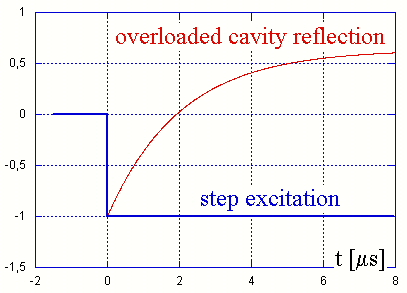 1
overloaded cavity reflection
0,5
0
-0,5
step excitation
-1
t [µs]
-1,5
-2 0 2 4 6 8